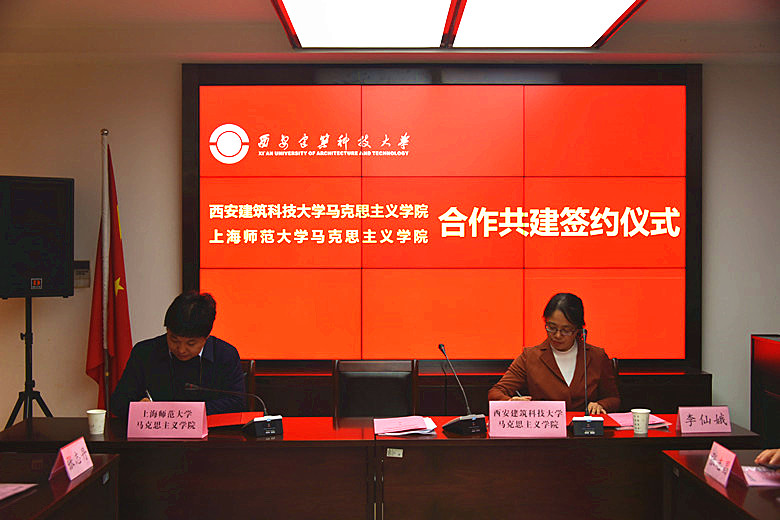 西安建筑科技大学
XI'AN UNIVERSITY OF ARCHITECTURE AND TECHNOLOGY
西安建筑科技大学马克思主义学院
上海师范大学马克思主义学院
合作共建签约仪式
上海师范大学
马克思主义学院
西安建筑科技大学
马克思主义学院
李仙娥